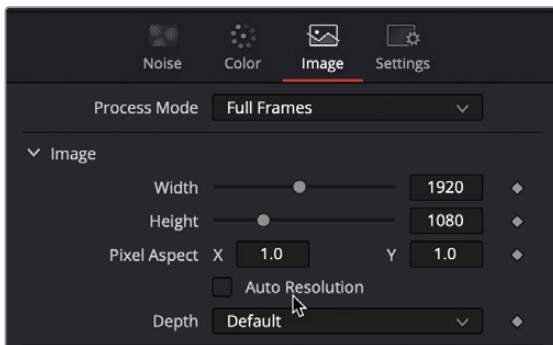 Noise Color Image Settings
Process Mode Full Frames
Image
Width 1920
Height 1080
Pixel Aspect X 1.0 Y 1.0
Auto Resolution
Depth Default